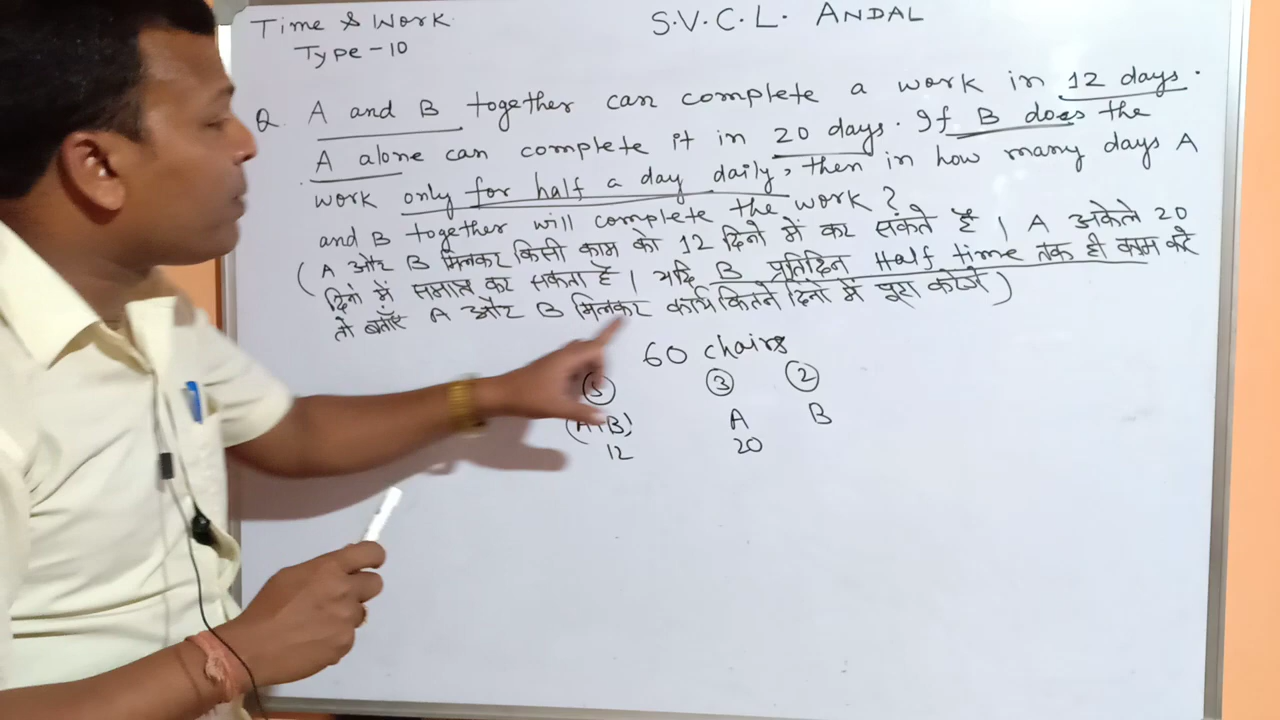 Time & Work
Type - 10
S.V.C.L. ANDAL
Q. A and B together can complete a work in 12 days.
A alone can complete it in 20 days. If B does the
work only for half a day daily, then in how many days A
and B together will complete the work?
( A और B मिलकर किसी काम को 12 दिनों में कर सकते हैं । A अकेले 20
दिनों में समाप्त कर सकता है । यदि B प्रतिदिन Half time तक ही काम करे
तो बताएँ A और B मिलकर कार्य कितने दिनों में पूरा करेंगे )
60 chairs
5 3 2
(A+B) A B
12 20